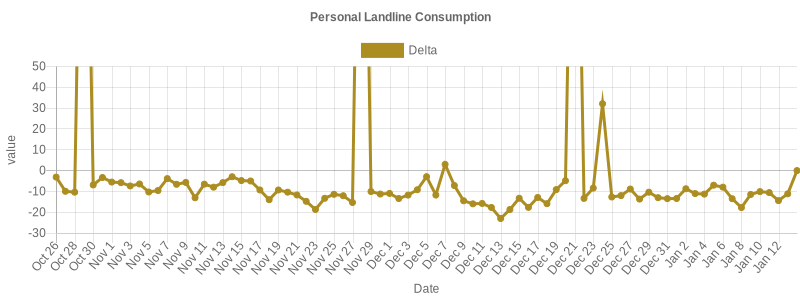 Personal Landline Consumption
Delta
value
50
40
30
20
10
0
-10
-20
-30
Oct 26
Oct 28
Oct 30
Nov 1
Nov 3
Nov 5
Nov 7
Nov 9
Nov 11
Nov 13
Nov 15
Nov 17
Nov 19
Nov 21
Nov 23
Nov 25
Nov 27
Nov 29
Dec 1
Dec 3
Dec 5
Dec 7
Dec 9
Dec 11
Dec 13
Dec 15
Dec 17
Dec 19
Dec 21
Dec 23
Dec 25
Dec 27
Dec 29
Dec 31
Jan 2
Jan 4
Jan 6
Jan 8
Jan 10
Jan 12
Date